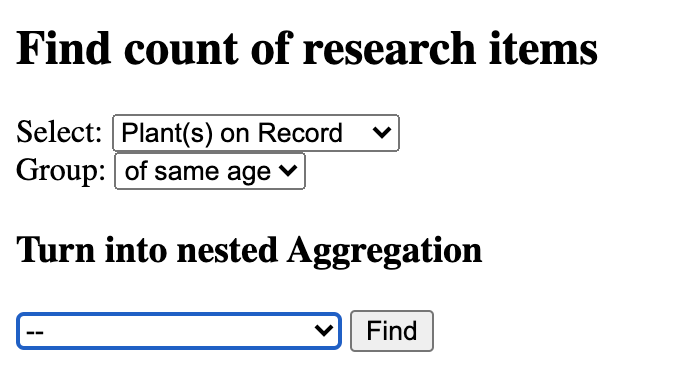 Find count of research items
Select: Plant(s) on Record
Group: of same age
Turn into nested Aggregation
-- Find